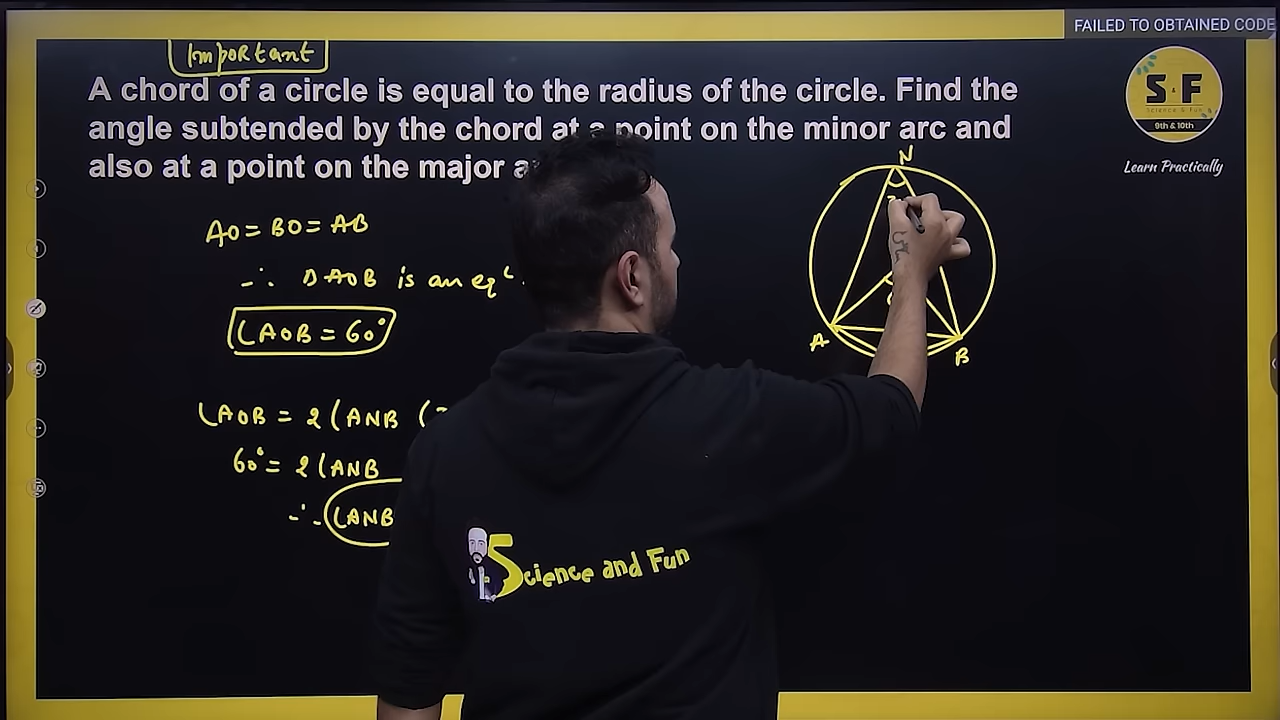 FAILED TO OBTAINED CODE
Important
A chord of a circle is equal to the radius of the circle. Find the
angle subtended by the chord at a point on the minor arc and
also at a point on the major
S&F
Science & Fun
9th & 10th
Learn Practically
N
AO = BO = AB
∴ ΔAOB is an eq
∠AOB = 60°
A
B
∠AOB = 2∠ANB
60° = 2∠ANB
∴ ∠ANB
Science and Fun